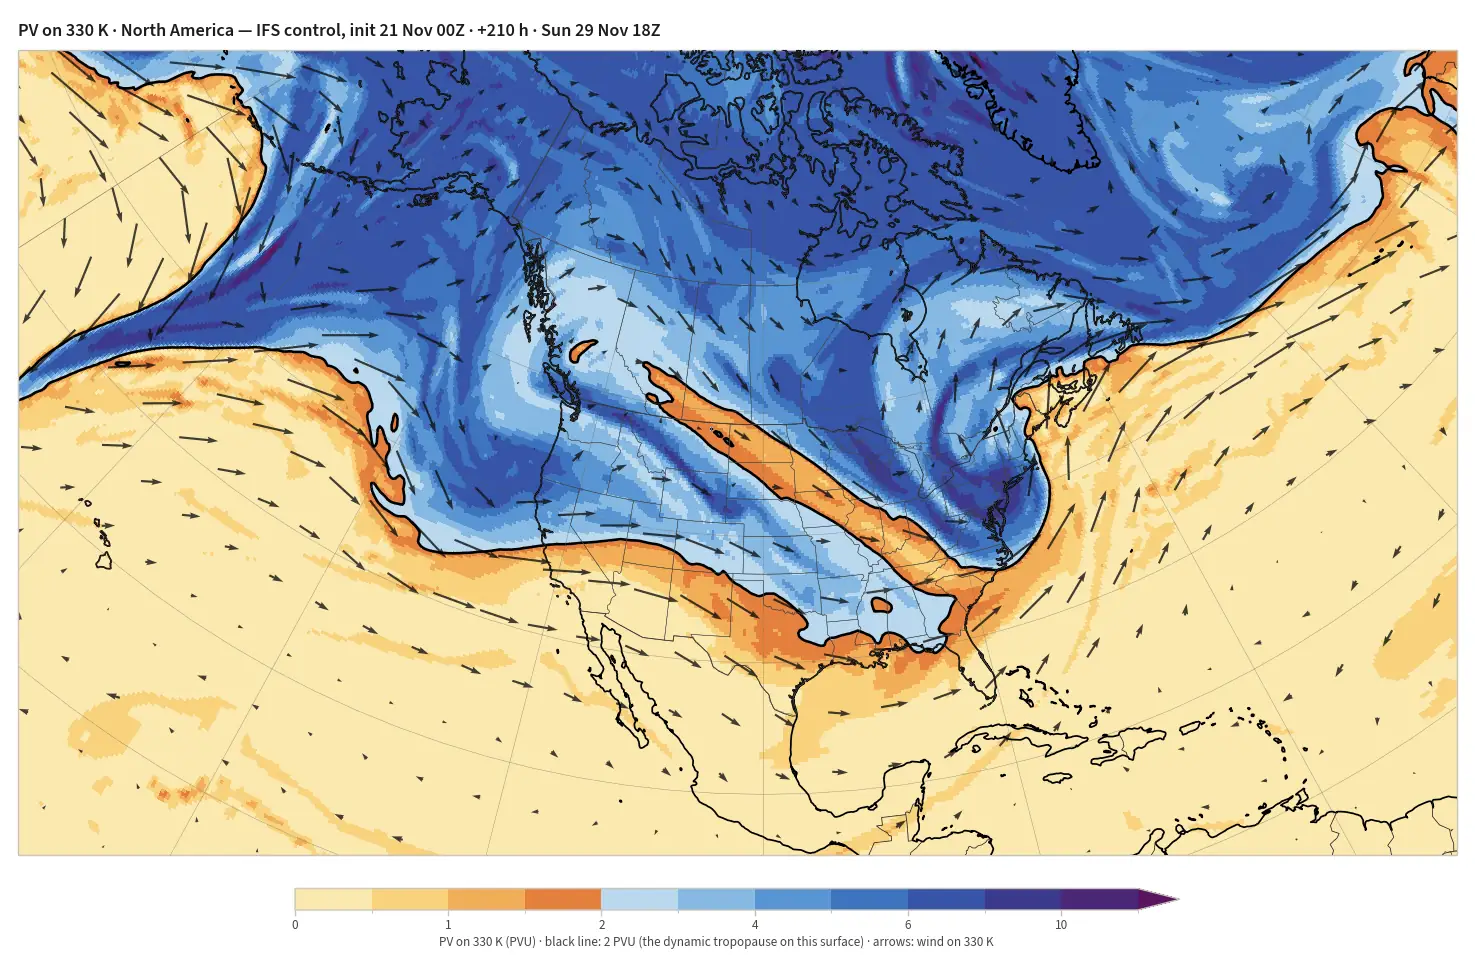 PV on 330 K · North America — IFS control, init 21 Nov 00Z · +210 h · Sun 29 Nov 18Z
0 1 2 4 6 10
PV on 330 K (PVU) · black line: 2 PVU (the dynamic tropopause on this surface) · arrows: wind on 330 K